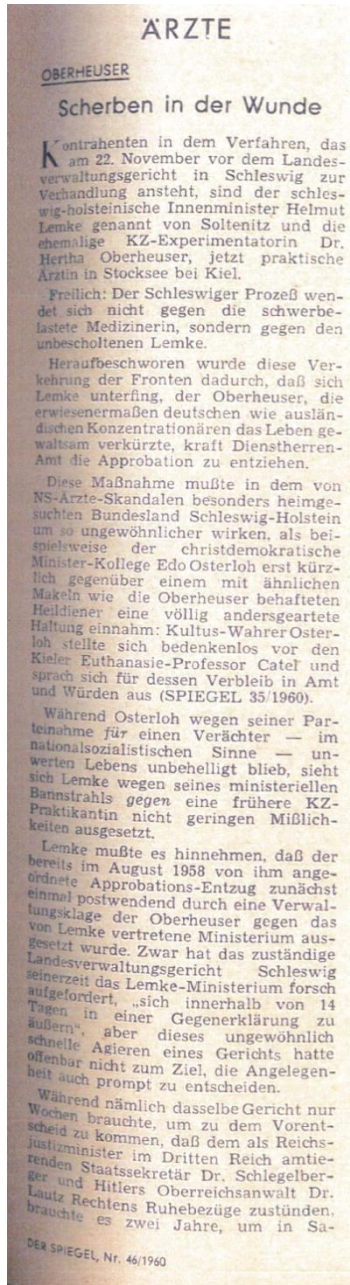 ÄRZTE
OBERHEUSER
Scherben in der Wunde
Kontrahenten in dem Verfahren, das
am 22. November vor dem Landes-
verwaltungsgericht in Schleswig zur
Verhandlung ansteht, sind der schles-
wig-holsteinische Innenminister Helmut
Lemke genannt von Soltenitz und die
ehemalige KZ-Experimentatorin Dr.
Hertha Oberheuser, jetzt praktische
Ärztin in Stocksee bei Kiel.
Freilich: Der Schleswiger Prozeß wen-
det sich nicht gegen die schwerbe-
lastete Medizinerin, sondern gegen den
unbescholtenen Lemke.
Heraufbeschworen wurde diese Ver-
kehrung der Fronten dadurch, daß sich
Lemke unterfing, der Oberheuser, die
erwiesenermaßen deutschen wie auslän-
dischen Konzentrationären das Leben ge-
waltsam verkürzte, kraft Dienstherren-
Amt die Approbation zu entziehen.
Diese Maßnahme mußte in dem von
NS-Ärzte-Skandalen besonders heimge-
suchten Bundesland Schleswig-Holstein
um so ungewöhnlicher wirken, als bei-
spielsweise der christdemokratische
Minister-Kollege Edo Osterloh erst kürz-
lich gegenüber einem mit ähnlichen
Makeln wie die Oberheuser behafteten
Heildiener eine völlig andersgeartete
Haltung einnahm: Kultus-Wahrer Oster-
loh stellte sich bedenkenlos vor den
Kieler Euthanasie-Professor Catel und
sprach sich für dessen Verbleib in Amt
und Würden aus (SPIEGEL 35/1960).
Während Osterloh wegen seiner Par-
teinahme für einen Verächter — im
nationalsozialistischen Sinne — un-
werten Lebens unbehelligt blieb, sieht
sich Lemke wegen seines ministeriellen
Bannstrahls gegen eine frühere KZ-
Praktikantin nicht geringen Mißlich-
keiten ausgesetzt.
Lemke mußte es hinnehmen, daß der
bereits im August 1958 von ihm ange-
ordnete Approbations-Entzug zunächst
einmal postwendend durch eine Verwal-
tungsklage der Oberheuser gegen das
von Lemke vertretene Ministerium aus-
gesetzt wurde. Zwar hat das zuständige
Landesverwaltungsgericht Schleswig
seinerzeit das Lemke-Ministerium forsch
aufgefordert, „sich innerhalb von 14
Tagen in einer Gegenerklärung zu
äußern“, aber dieses ungewöhnlich
schnelle Agieren eines Gerichts hatte
offenbar nicht zum Ziel, die Angelegen-
heit auch prompt zu entscheiden.
Während nämlich dasselbe Gericht nur
Wochen brauchte, um zu dem Vorent-
scheid zu kommen, daß dem als Reichs-
justizminister im Dritten Reich amtie-
renden Staatssekretär Dr. Schlegelber-
ger und Hitlers Oberreichsanwalt Dr.
Lautz Rechtens Ruhebezüge zustünden,
brauchte es zwei Jahre, um in Sa-
DER SPIEGEL, Nr. 46/1960